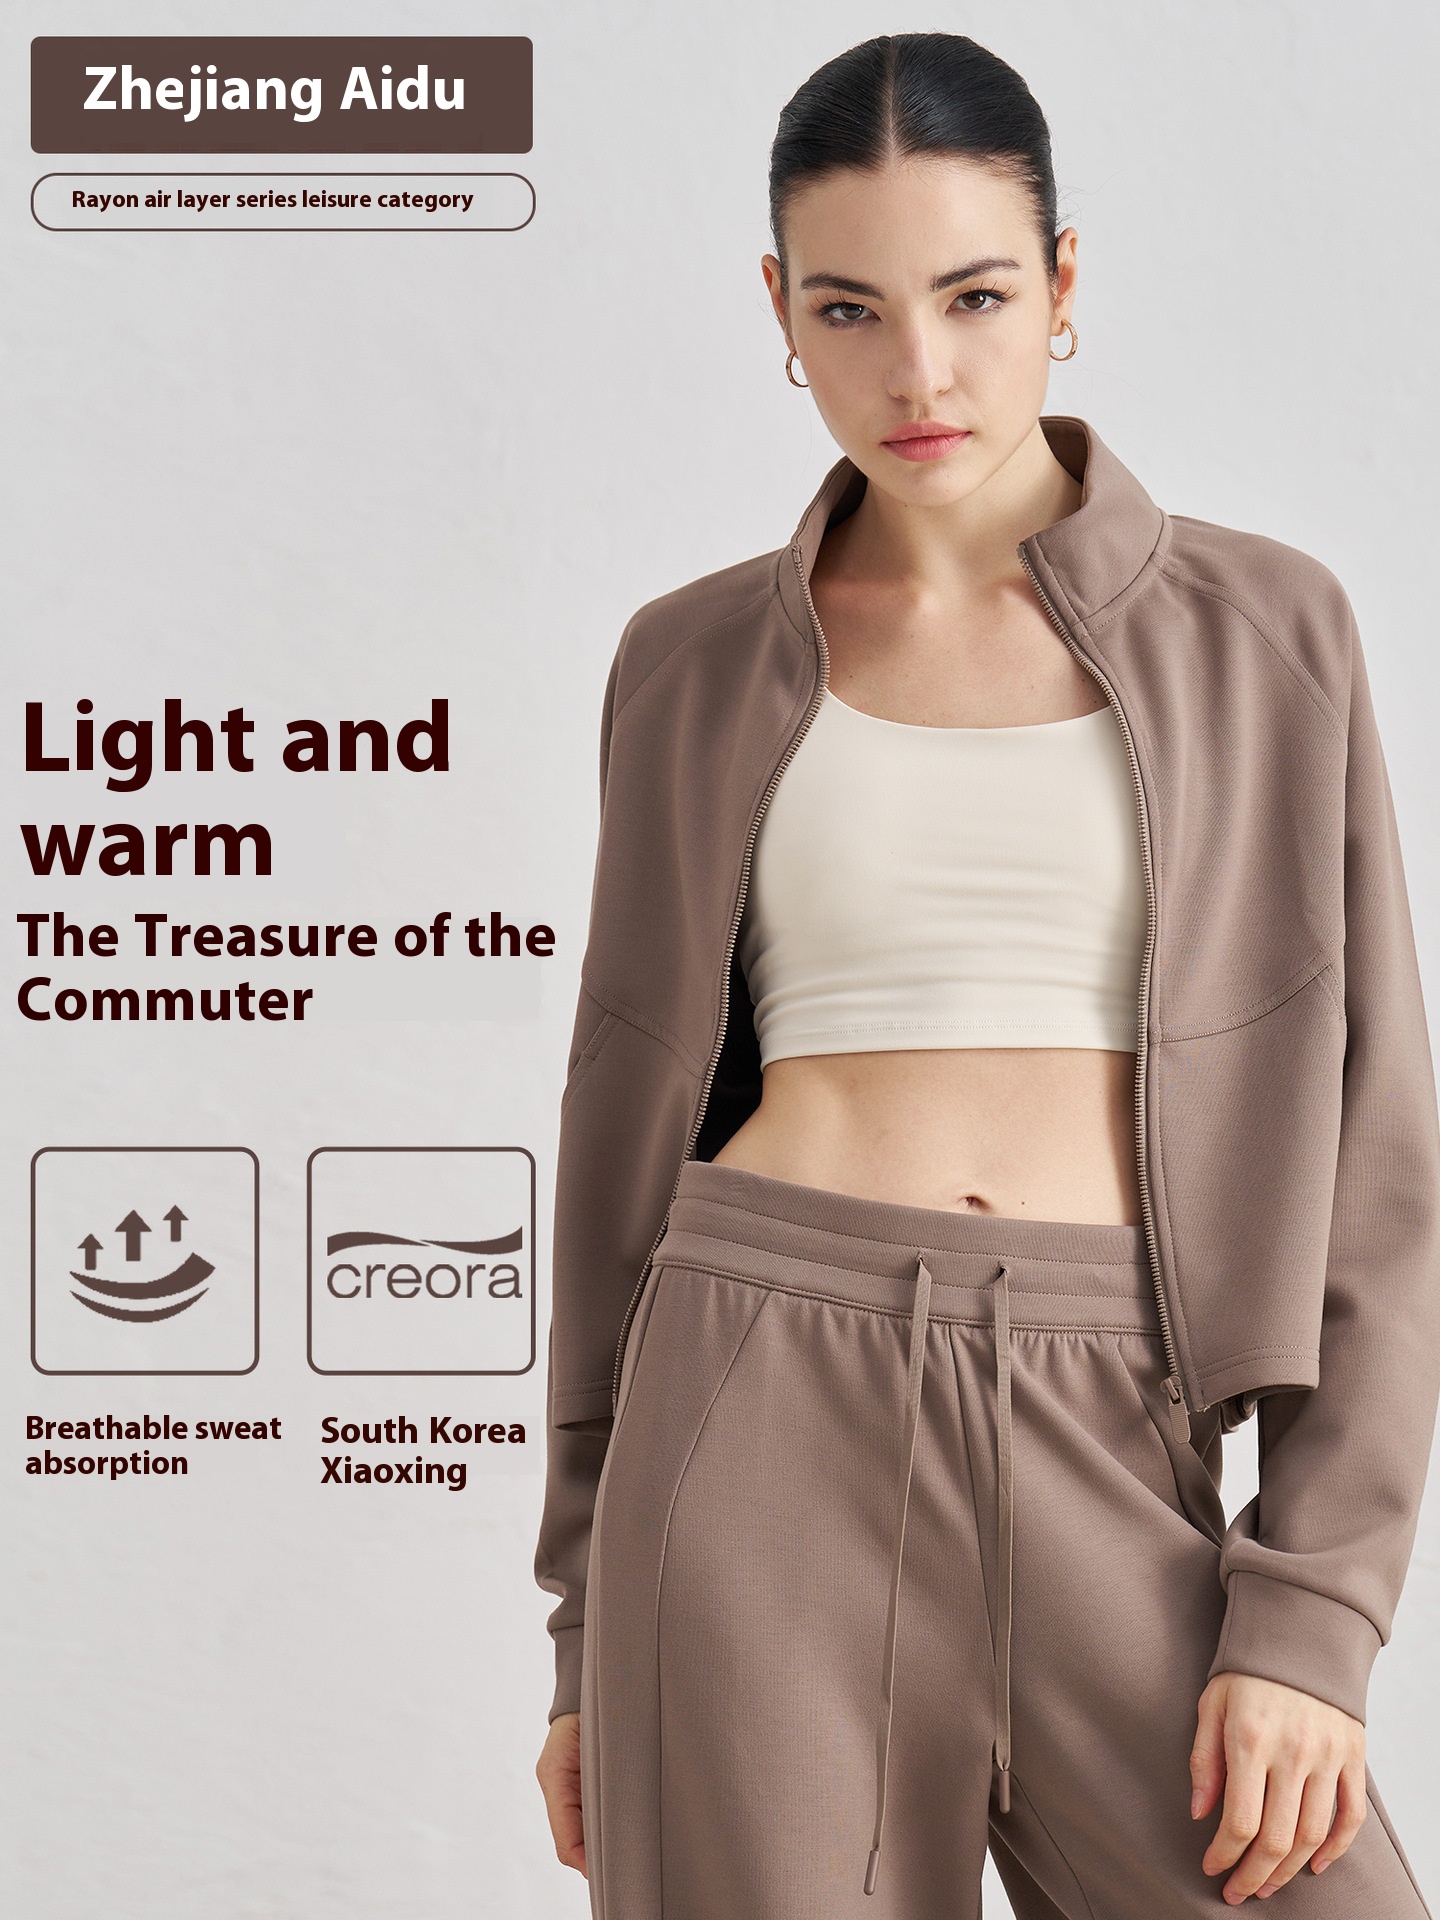 Zhejiang Aidu
Rayon air layer series leisure category
Light and
warm
The Treasure of the
Commuter
creora
Breathable sweat
absorption
South Korea
Xiaoxing